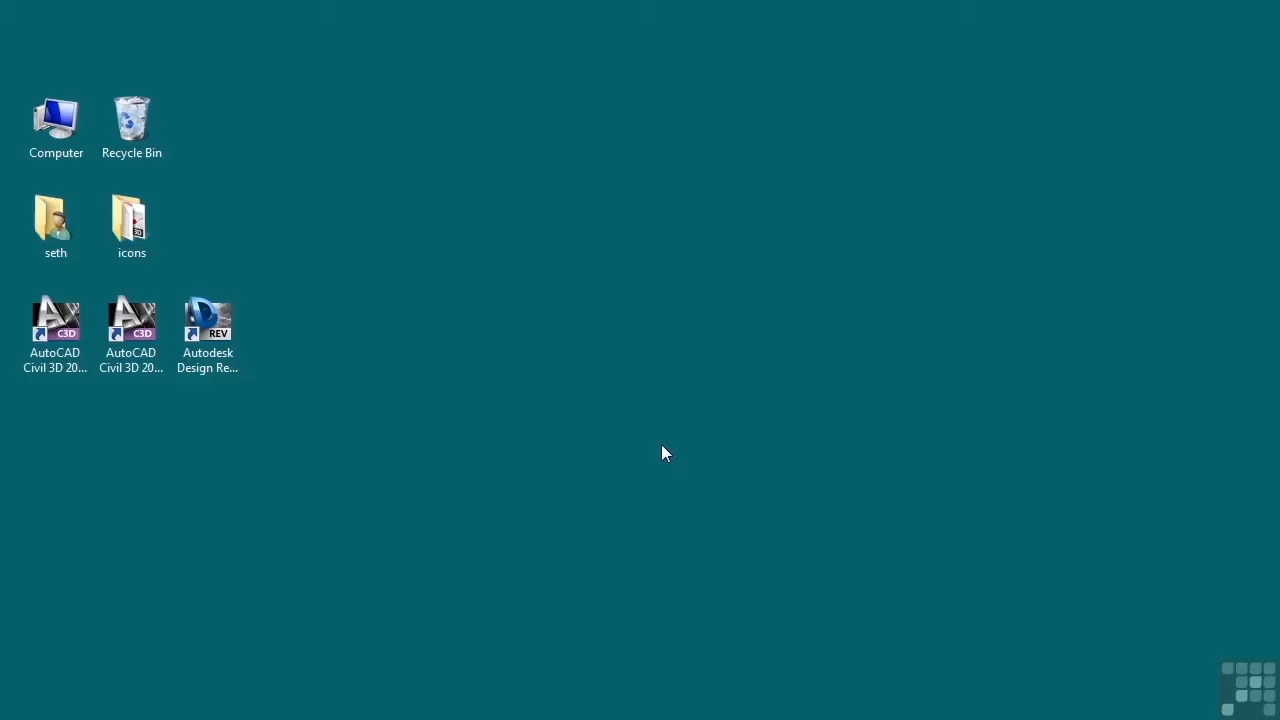 Computer
Recycle Bin
seth
icons
C3D
C3D
REV
AutoCAD
Civil 3D 20...
AutoCAD
Civil 3D 20...
Autodesk
Design Re...